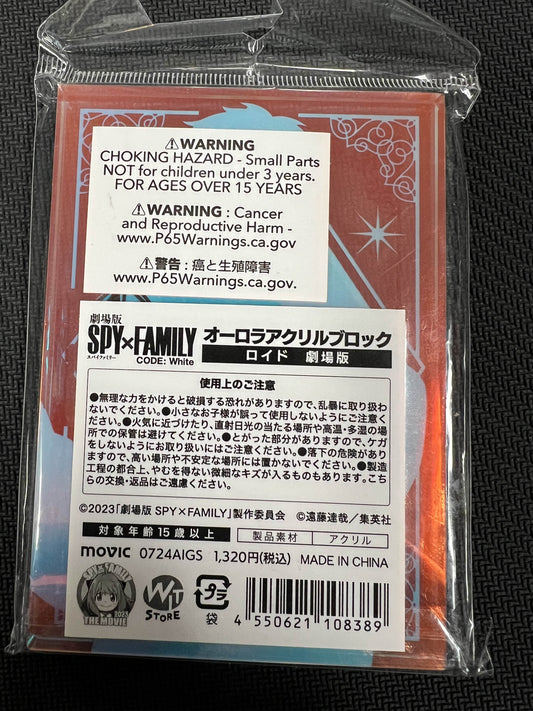 ⚠WARNING
CHOKING HAZARD - Small Parts
NOT for children under 3 years.
FOR AGES OVER 15 YEARS
⚠WARNING : Cancer
and Reproductive Harm -
www.P65Warnings.ca.gov
⚠警告 : 癌と生殖障害
www.P65Warnings.ca.gov.
劇場版
SPY×FAMILY
スパイファミリー
CODE: White
オーロラアクリルブロック
ロイド 劇場版
使用上のご注意
●無理な力をかけると破損する恐れがありますので、乱暴に取り扱わ
ないでください。●小さなお子様が誤って使用しないようにご注意くださ
い。●火気に近づけたり、直射日光の当たる場所や高温・多湿の場
所での保管は避けてください。●とがった部分がありますので、ケガ
をしないようにお取り扱いにはご注意ください。●落下の危険があり
ますので、高い場所や不安定な場所には置かないでください。●製造
工程の都合上、やむを得ない微細なキズが入るものもあります。こち
らの交換・返品はご遠慮ください。
©2023「劇場版 SPY×FAMILY」製作委員会 ©遠藤達哉／集英社
対象年齢15歳以上
製品素材 アクリル
movic 0724AIGS 1,320円(税込) MADE IN CHINA
SPY×FAMILY
2023
THE MOVIE
WT
STORE
プラ
袋
4 550621 108389